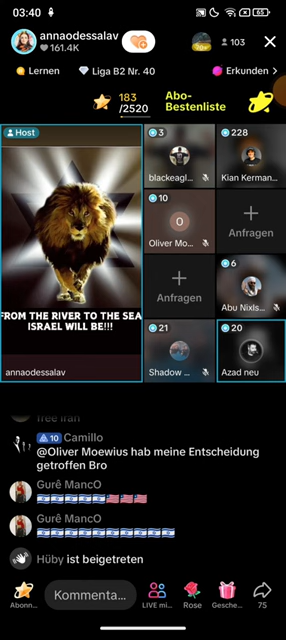 03:40
65
annaodessalav
161.4K
103
Lernen
Liga B2 Nr. 40
Erkunden >
183
/2520
Abo-
Bestenliste
Host
3
228
blackeagl...
Kian Kerman...
10
O
Oliver Mo...
+
Anfragen
FROM THE RIVER TO THE SEA
ISRAEL WILL BE!!!
+
Anfragen
6
Abu Nixls...
annaodessalav
21
20
Shadow ...
Azad neu
free Iran
10 Camillo
@Oliver Moewius hab meine Entscheidung
getroffen Bro
Gurê MancO
Gurê MancO
Hüby ist beigetreten
Kommenta...
Abonn...
LIVE mi...
Rose
Gesche...
75